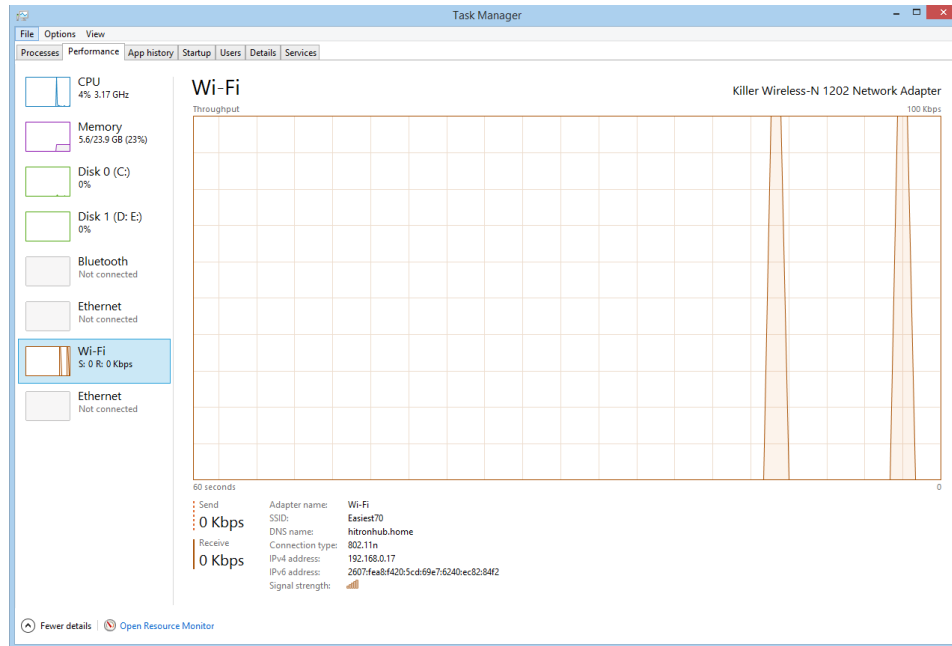 Task Manager
File Options View
Processes Performance App history Startup Users Details Services
CPU
4% 3.17 GHz
Memory
5.6/23.9 GB (23%)
Disk 0 (C:)
0%
Disk 1 (D: E:)
0%
Bluetooth
Not connected
Ethernet
Not connected
Wi-Fi
S: 0 R: 0 Kbps
Ethernet
Not connected
Wi-Fi
Killer Wireless-N 1202 Network Adapter
Throughput
100 Kbps
60 seconds
0
Send
0 Kbps
Receive
0 Kbps
Adapter name: Wi-Fi
SSID: Easiest70
DNS name: hitronhub.home
Connection type: 802.11n
IPv4 address: 192.168.0.17
IPv6 address: 2607:fea8:f420:5cd:69e7:6240:ec82:84f2
Signal strength:
Fewer details
Open Resource Monitor